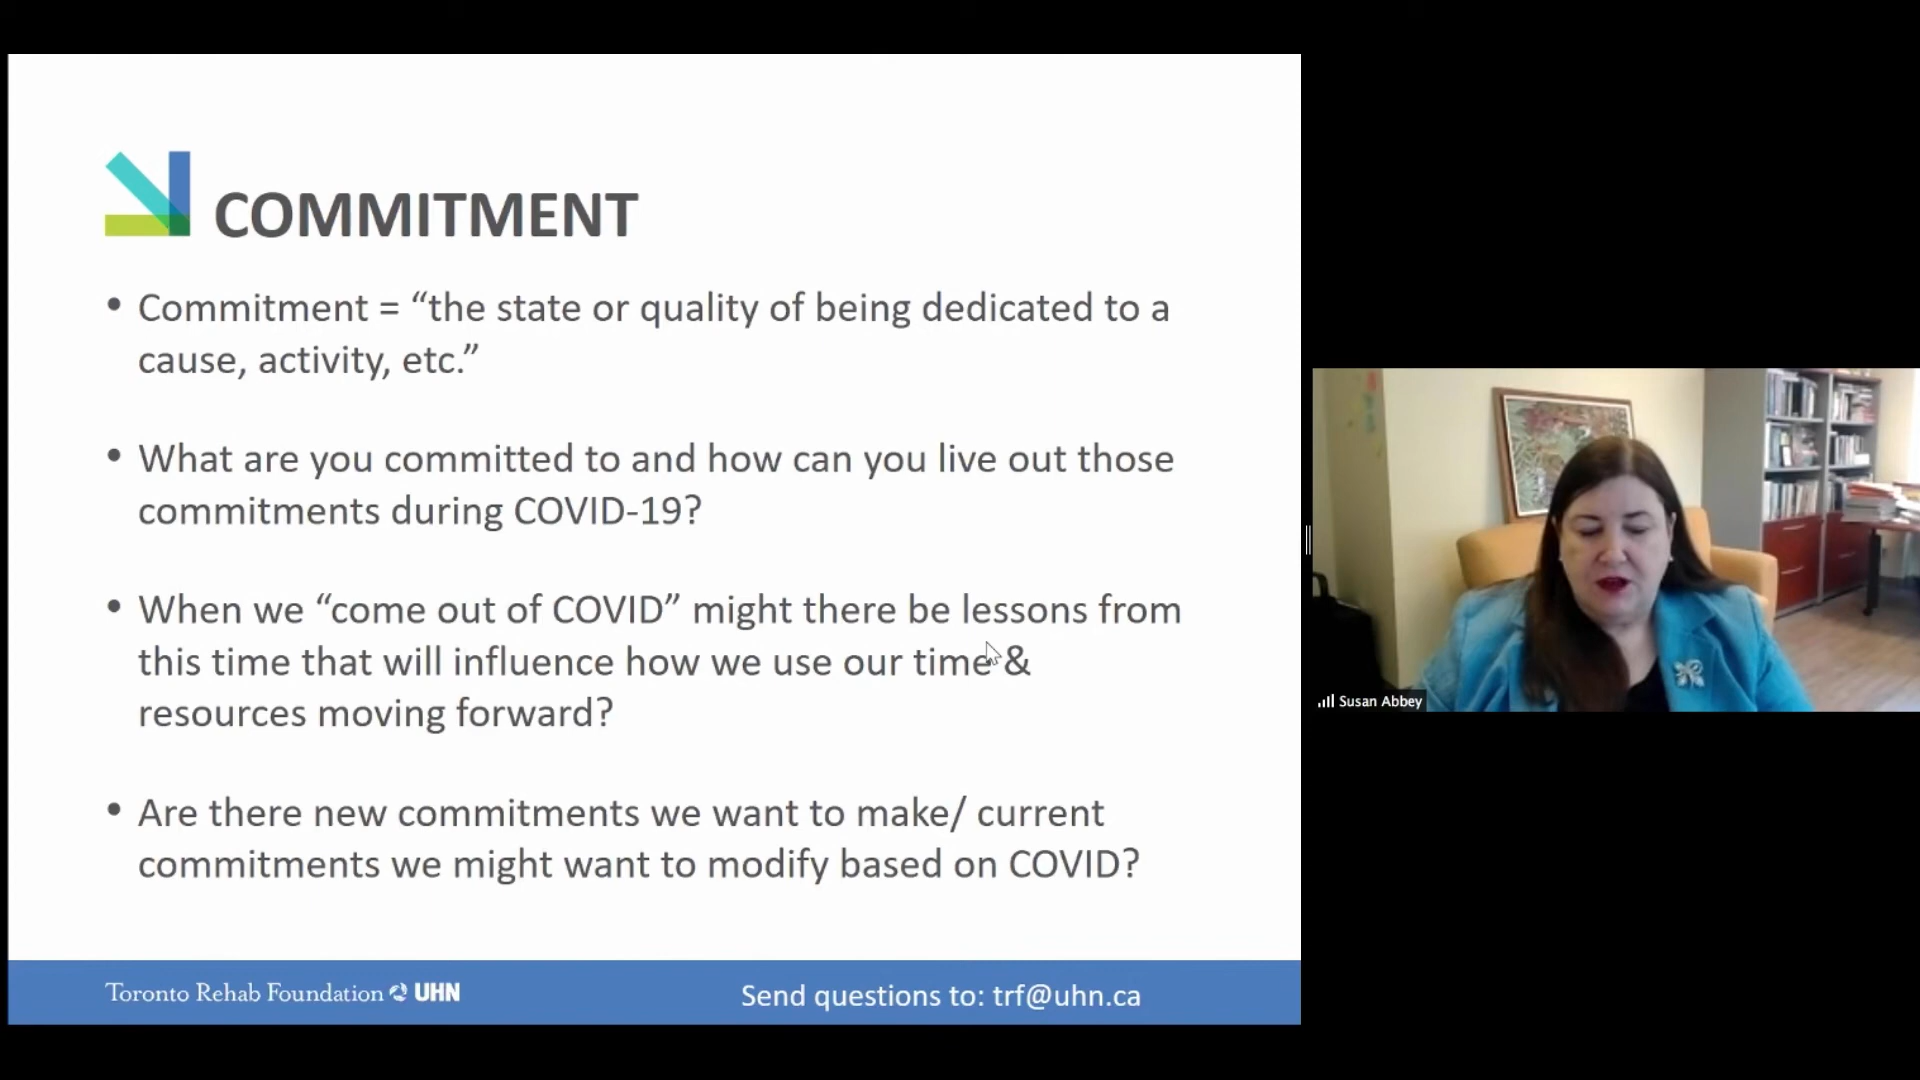 COMMITMENT
• Commitment = “the state or quality of being dedicated to a
cause, activity, etc.”
• What are you committed to and how can you live out those
commitments during COVID-19?
• When we “come out of COVID” might there be lessons from
this time that will influence how we use our time &
resources moving forward?
• Are there new commitments we want to make/ current
commitments we might want to modify based on COVID?
Toronto Rehab Foundation UHN
Send questions to: trf@uhn.ca
Susan Abbey